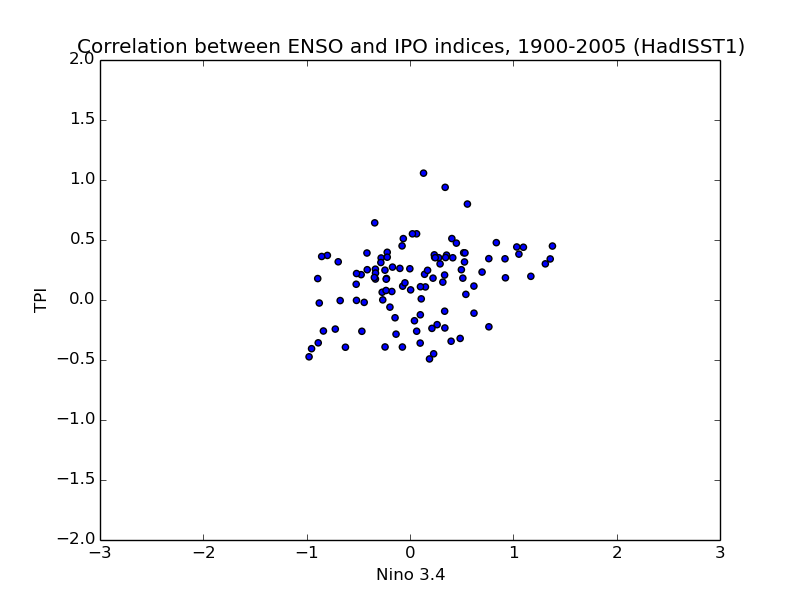 Correlation between ENSO and IPO indices, 1900-2005 (HadISST1)
2.0
1.5
1.0
0.5
0.0
−0.5
−1.0
−1.5
−2.0
TPI
−3 −2 −1 0 1 2 3
Nino 3.4